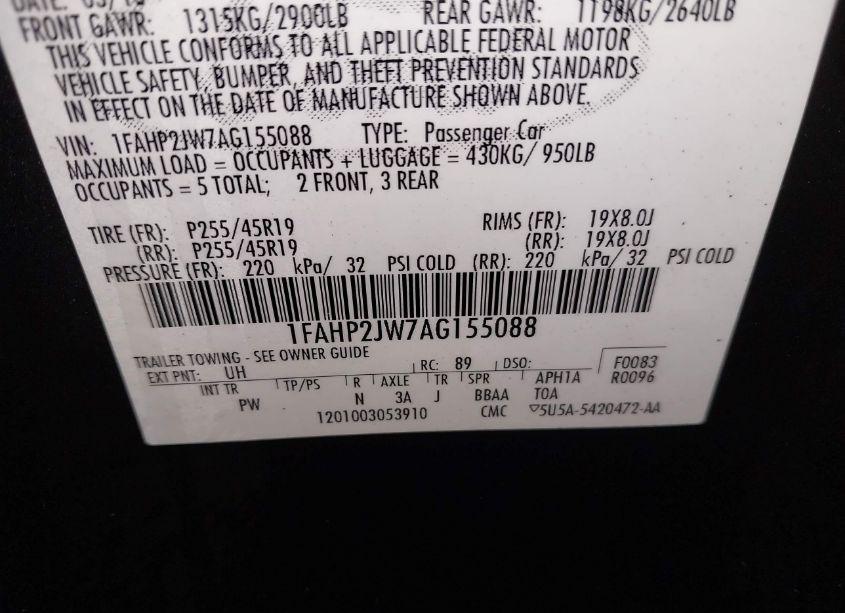 DATE:
FRONT GAWR: 1315KG/2900LB REAR GAWR: 1198KG/2640LB
THIS VEHICLE CONFORMS TO ALL APPLICABLE FEDERAL MOTOR
VEHICLE SAFETY, BUMPER, AND THEFT PREVENTION STANDARDS
IN EFFECT ON THE DATE OF MANUFACTURE SHOWN ABOVE.
VIN: 1FAHP2JW7AG155088 TYPE: Passenger Car
MAXIMUM LOAD = OCCUPANTS + LUGGAGE = 430KG/ 950LB
OCCUPANTS = 5 TOTAL; 2 FRONT, 3 REAR
TIRE (FR): P255/45R19 RIMS (FR): 19X8.0J
(RR): P255/45R19 (RR): 19X8.0J
PRESSURE (FR): 220 kPa/ 32 PSI COLD (RR): 220 kPa/ 32 PSI COLD
1FAHP2JW7AG155088
TRAILER TOWING - SEE OWNER GUIDE
EXT PNT: UH RC: 89 DSO: F0083
INT TR TP/PS R AXLE TR SPR APH1A R0096
PW N 3A J BBAA TOA
1201003053910 CMC ▽5U5A-5420472-AA